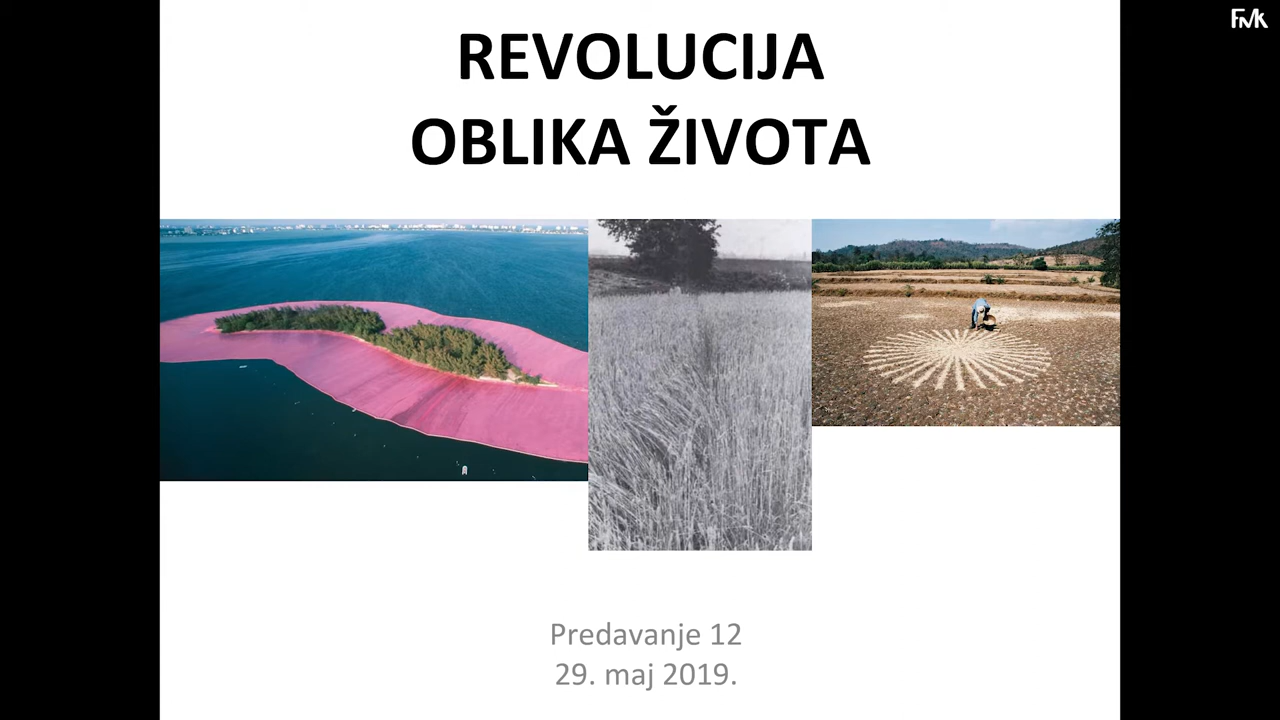 FMK
REVOLUCIJA
OBLIKA ŽIVOTA
Predavanje 12
29. maj 2019.